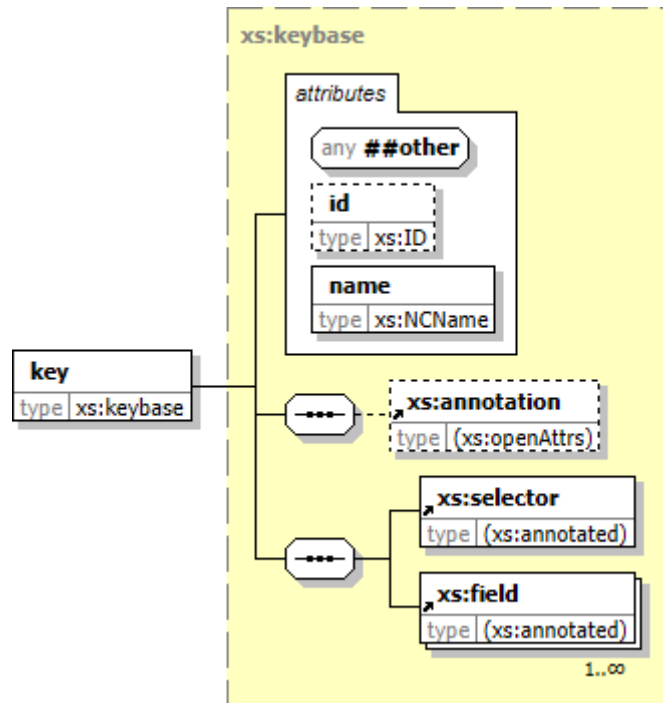 xs:keybase
attributes
any ##other
id
type xs:ID
name
type xs:NCName
key
type xs:keybase
xs:annotation
type (xs:openAttrs)
xs:selector
type (xs:annotated)
xs:field
type (xs:annotated)
1..∞